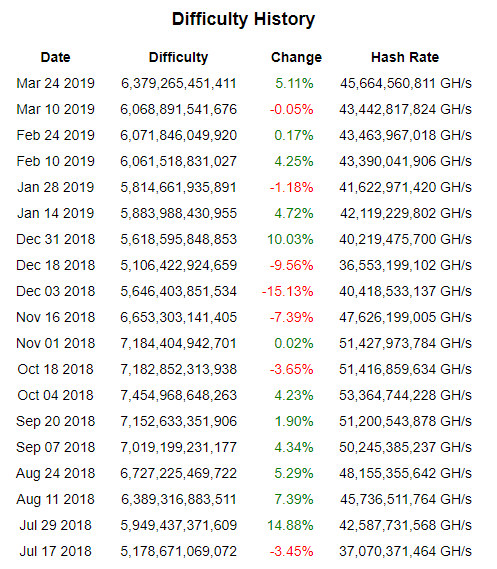 Difficulty History
Date Difficulty Change Hash Rate
Mar 24 2019 6,379,265,451,411 5.11% 45,664,560,811 GH/s
Mar 10 2019 6,068,891,541,676 -0.05% 43,442,817,824 GH/s
Feb 24 2019 6,071,846,049,920 0.17% 43,463,967,018 GH/s
Feb 10 2019 6,061,518,831,027 4.25% 43,390,041,906 GH/s
Jan 28 2019 5,814,661,935,891 -1.18% 41,622,971,420 GH/s
Jan 14 2019 5,883,988,430,955 4.72% 42,119,229,802 GH/s
Dec 31 2018 5,618,595,848,853 10.03% 40,219,475,700 GH/s
Dec 18 2018 5,106,422,924,659 -9.56% 36,553,199,102 GH/s
Dec 03 2018 5,646,403,851,534 -15.13% 40,418,533,137 GH/s
Nov 16 2018 6,653,303,141,405 -7.39% 47,626,199,005 GH/s
Nov 01 2018 7,184,404,942,701 0.02% 51,427,973,784 GH/s
Oct 18 2018 7,182,852,313,938 -3.65% 51,416,859,634 GH/s
Oct 04 2018 7,454,968,648,263 4.23% 53,364,744,228 GH/s
Sep 20 2018 7,152,633,351,906 1.90% 51,200,543,878 GH/s
Sep 07 2018 7,019,199,231,177 4.34% 50,245,385,237 GH/s
Aug 24 2018 6,727,225,469,722 5.29% 48,155,355,642 GH/s
Aug 11 2018 6,389,316,883,511 7.39% 45,736,511,764 GH/s
Jul 29 2018 5,949,437,371,609 14.88% 42,587,731,568 GH/s
Jul 17 2018 5,178,671,069,072 -3.45% 37,070,371,464 GH/s